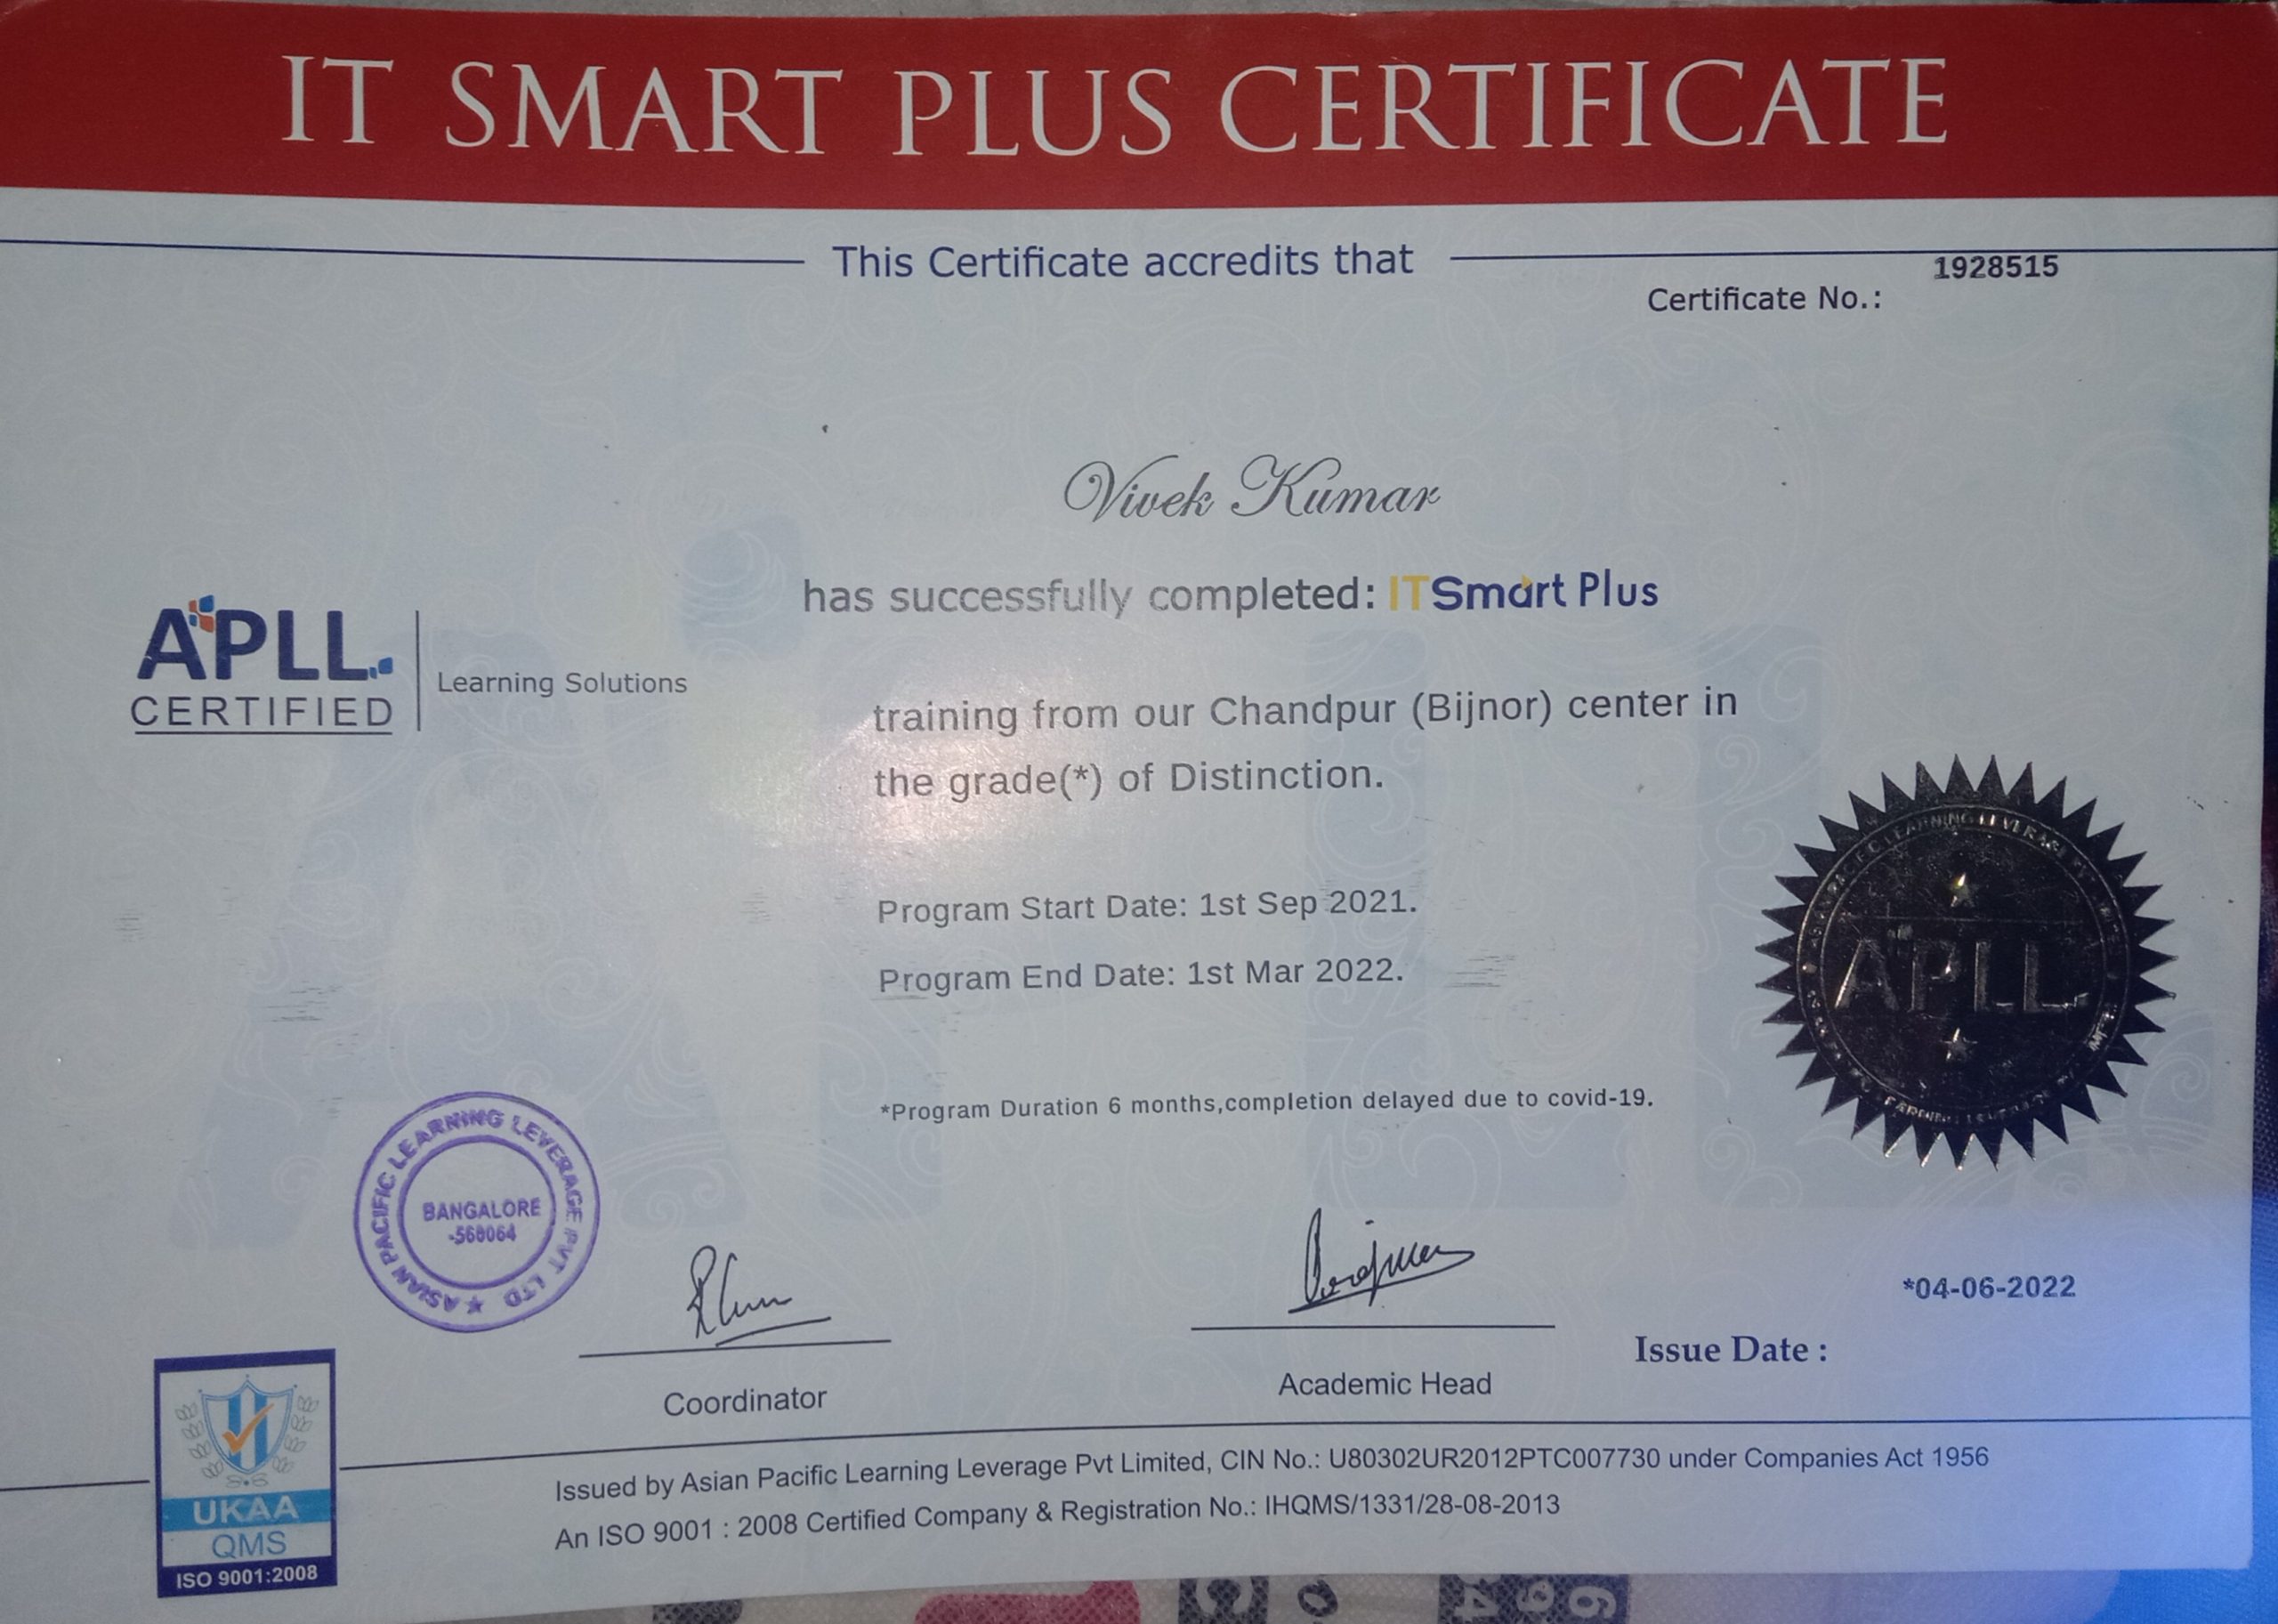 IT SMART PLUS CERTIFICATE
This Certificate accredits that
1928515
Certificate No.:
Vivek Kumar
has successfully completed: ITSmart Plus
APLL
CERTIFIED
Learning Solutions
training from our Chandpur (Bijnor) center in
the grade(*) of Distinction.
Program Start Date: 1st Sep 2021.
Program End Date: 1st Mar 2022.
APLL
*Program Duration 6 months,completion delayed due to covid-19.
ASIAN PACIFIC LEARNING LEVERAGE PVT LTD
BANGALORE
-560064
*04-06-2022
Issue Date :
Coordinator
Academic Head
UKAA
QMS
ISO 9001:2008
Issued by Asian Pacific Learning Leverage Pvt Limited, CIN No.: U80302UR2012PTC007730 under Companies Act 1956
An ISO 9001 : 2008 Certified Company & Registration No.: IHQMS/1331/28-08-2013